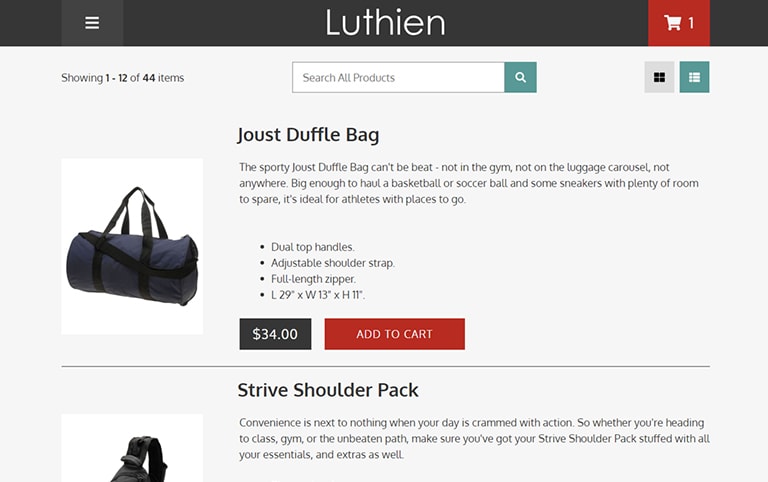 Luthien
1
Showing 1 - 12 of 44 items
Search All Products
Joust Duffle Bag
The sporty Joust Duffle Bag can't be beat - not in the gym, not on the luggage carousel, not
anywhere. Big enough to haul a basketball or soccer ball and some sneakers with plenty of room
to spare, it's ideal for athletes with places to go.
• Dual top handles.
• Adjustable shoulder strap.
• Full-length zipper.
• L 29" x W 13" x H 11".
$34.00
ADD TO CART
Strive Shoulder Pack
Convenience is next to nothing when your day is crammed with action. So whether you're heading
to class, gym, or the unbeaten path, make sure you've got your Strive Shoulder Pack stuffed with all
your essentials, and extras as well.